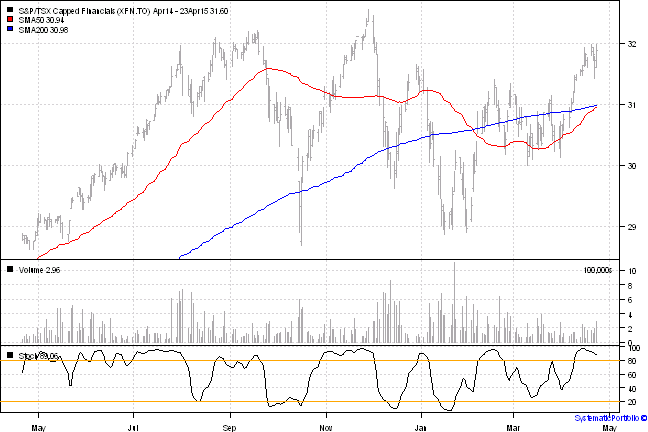 S&P/TSX Capped Financials (XFN.TO) Apr14 - 23Apr15 31.60
SMA50 30.94
SMA200 30.98
32
31
30
29
Volume 2.96
100,000s
10
8
6
4
2
0
100
80
60
40
20
May
Jul
Sep
Nov
Jan
Mar
May
SystematicPortfolio ©